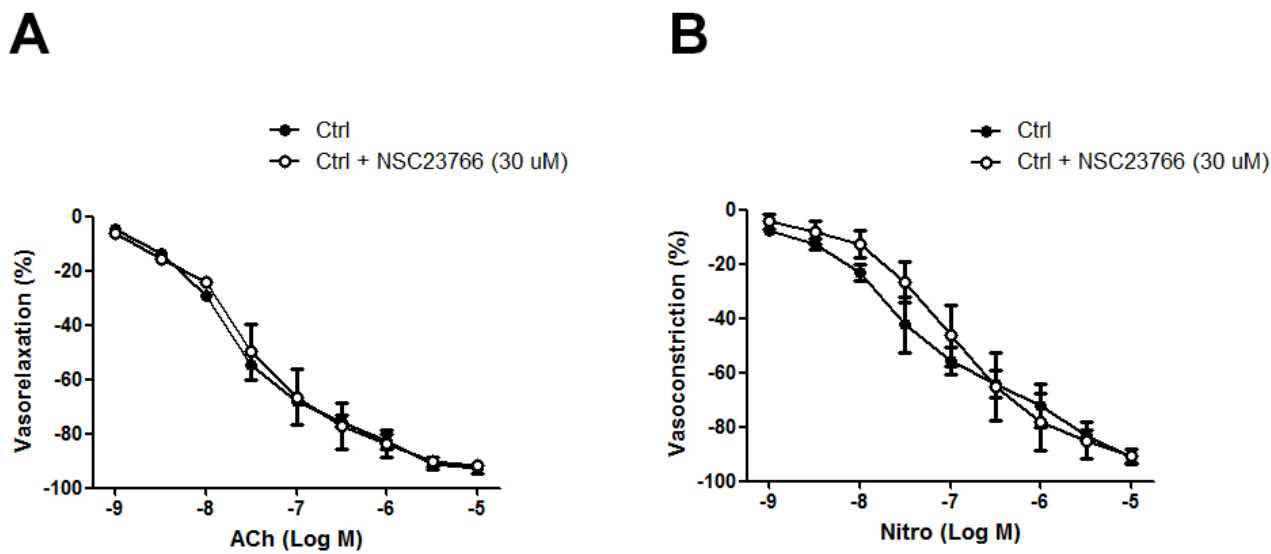 A
Ctrl
Ctrl + NSC23766 (30 uM)
Vasorelaxation (%)
0
-20
-40
-60
-80
-100
-9
-8
-7
-6
-5
ACh (Log M)
B
Ctrl
Ctrl + NSC23766 (30 uM)
Vasoconstriction (%)
0
-20
-40
-60
-80
-100
-9
-8
-7
-6
-5
Nitro (Log M)